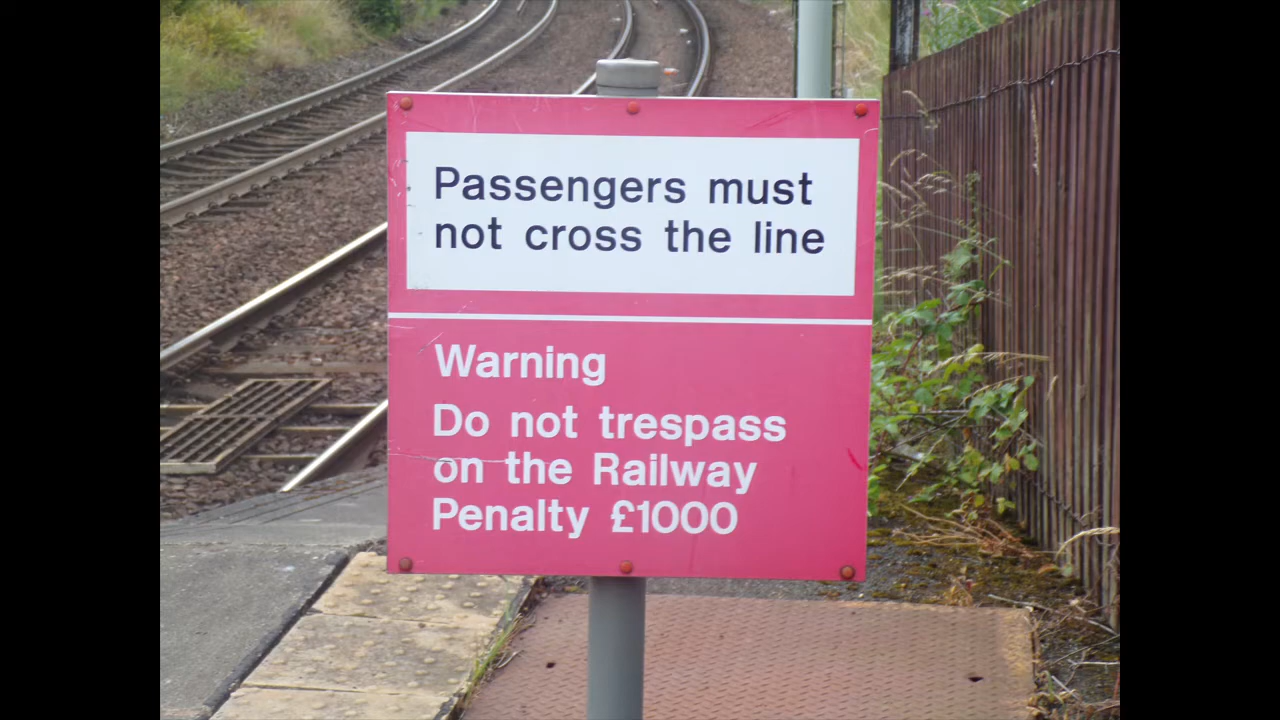 Passengers must
not cross the line
Warning
Do not trespass
on the Railway
Penalty £1000